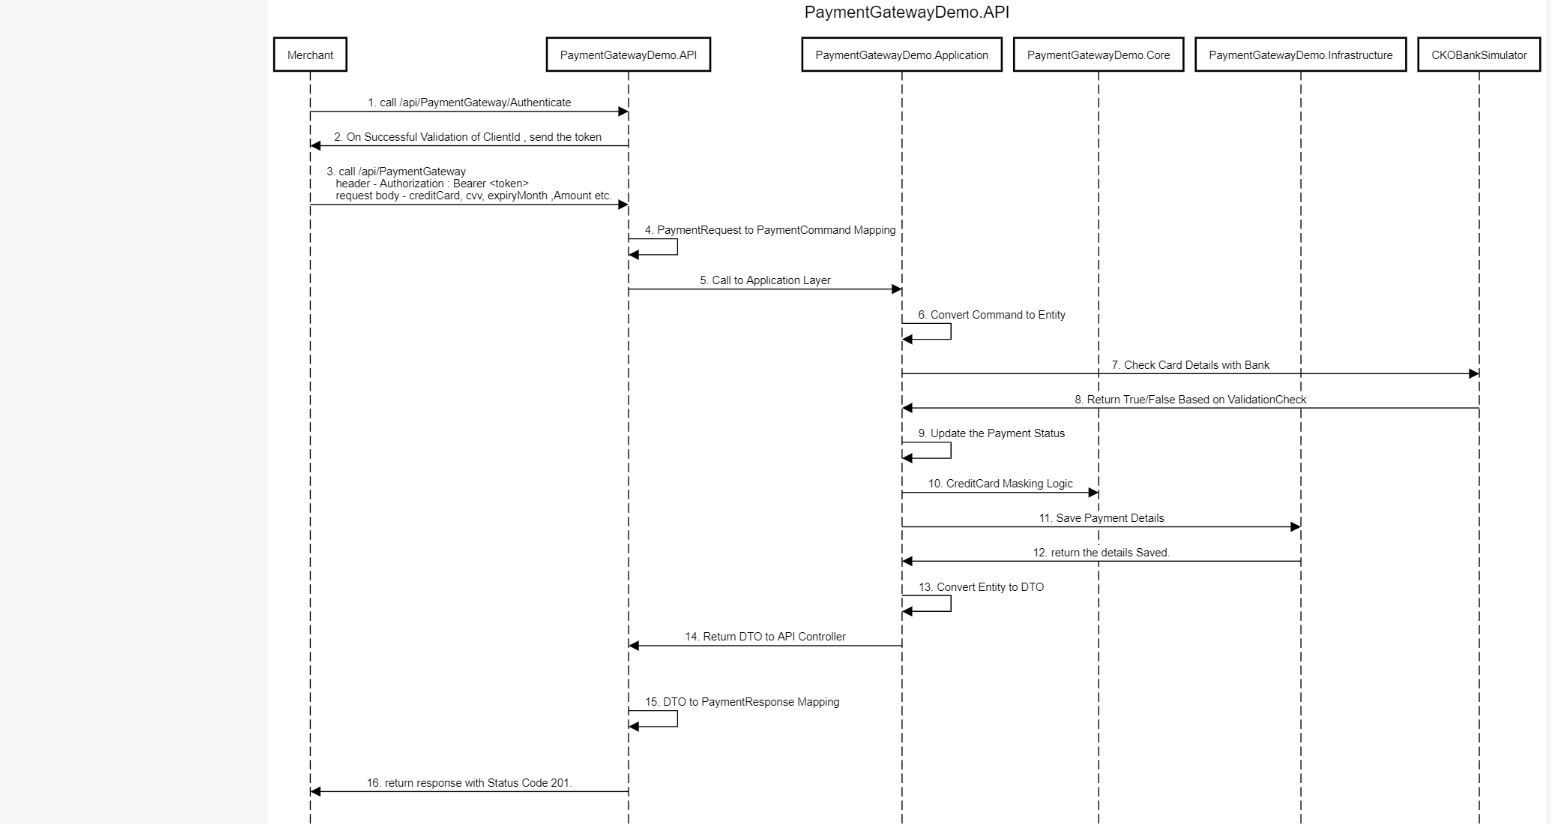 PaymentGatewayDemo.API
Merchant
PaymentGatewayDemo.API
PaymentGatewayDemo.Application
PaymentGatewayDemo.Core
PaymentGatewayDemo.Infrastructure
CKOBankSimulator
1. call /api/PaymentGateway/Authenticate
2. On Successful Validation of ClientId , send the token
3. call /api/PaymentGateway
header - Authorization : Bearer <token>
request body - creditCard, cvv, expiryMonth ,Amount etc.
4. PaymentRequest to PaymentCommand Mapping
5. Call to Application Layer
6. Convert Command to Entity
7. Check Card Details with Bank
8. Return True/False Based on ValidationCheck
9. Update the Payment Status
10. CreditCard Masking Logic
11. Save Payment Details
12. return the details Saved.
13. Convert Entity to DTO
14. Return DTO to API Controller
15. DTO to PaymentResponse Mapping
16. return response with Status Code 201.